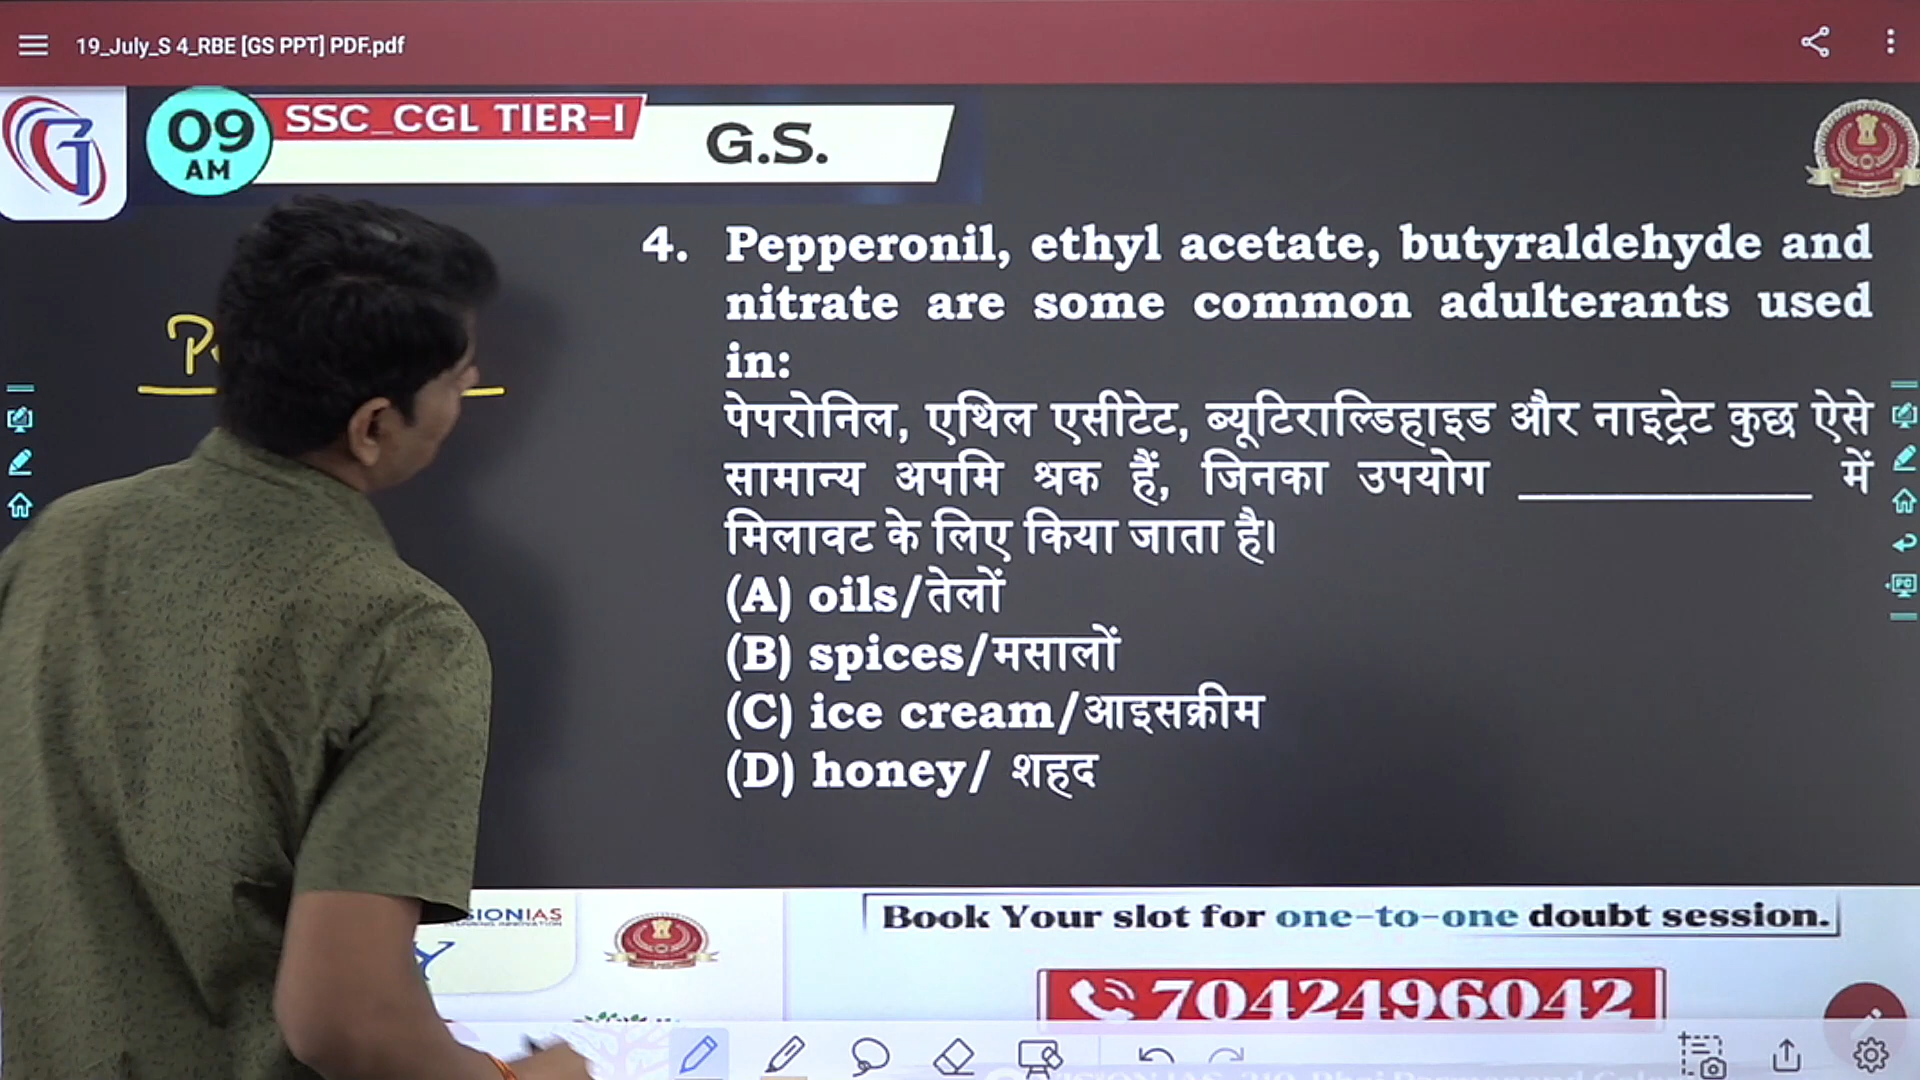 19_July_S 4_RBE [GS PPT] PDF.pdf
09
AM
SSC_CGL TIER-I
G.S.
4. Pepperonil, ethyl acetate, butyraldehyde and
nitrate are some common adulterants used
in:
पेपरोनिल, एथिल एसीटेट, ब्यूटिराल्डिहाइड और नाइट्रेट कुछ ऐसे
सामान्य अपमि श्रक हैं, जिनका उपयोग ____________ में
मिलावट के लिए किया जाता है।
(A) oils/तेलों
(B) spices/मसालों
(C) ice cream/आइसक्रीम
(D) honey/ शहद
SIONIAS
Book Your slot for one-to-one doubt session.
7042496042